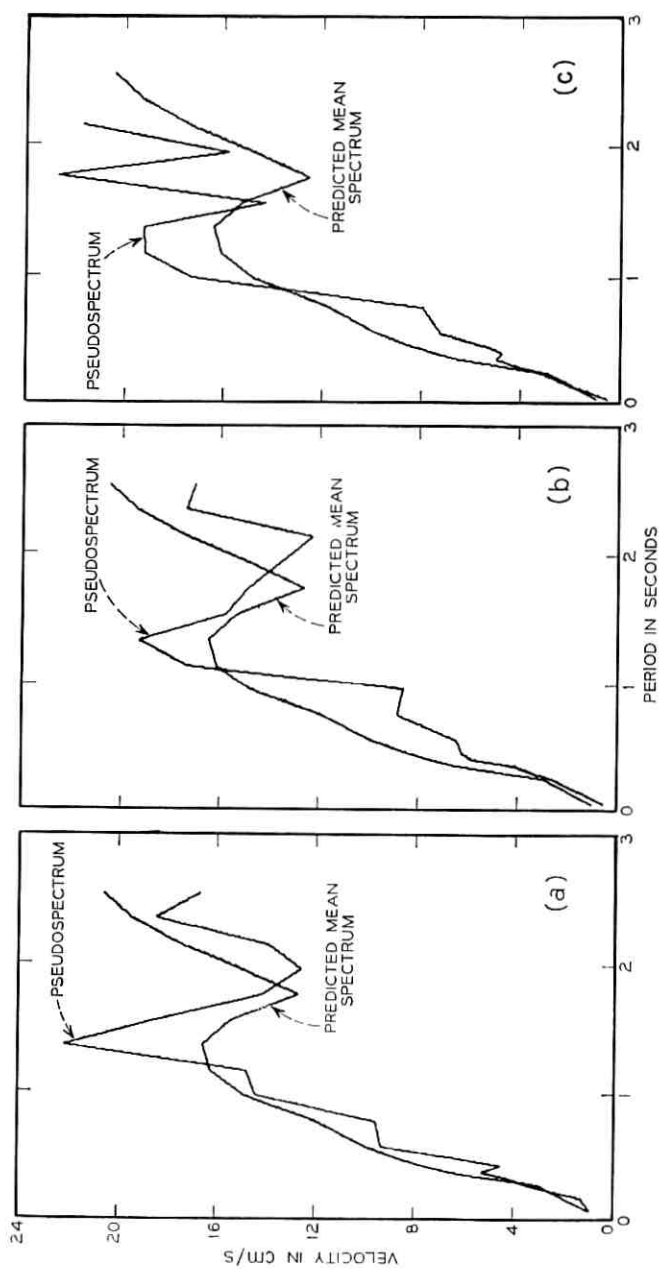 24
20
16
12
8
4
0
VELOCITY IN CM/S
PSEUDOSPECTRUM
PREDICTED MEAN
SPECTRUM
(a)
0
1
2
3
PSEUDOSPECTRUM
PREDICTED MEAN
SPECTRUM
(b)
0
1
2
3
PERIOD IN SECONDS
PSEUDOSPECTRUM
PREDICTED MEAN
SPECTRUM
(c)
0
1
2
3